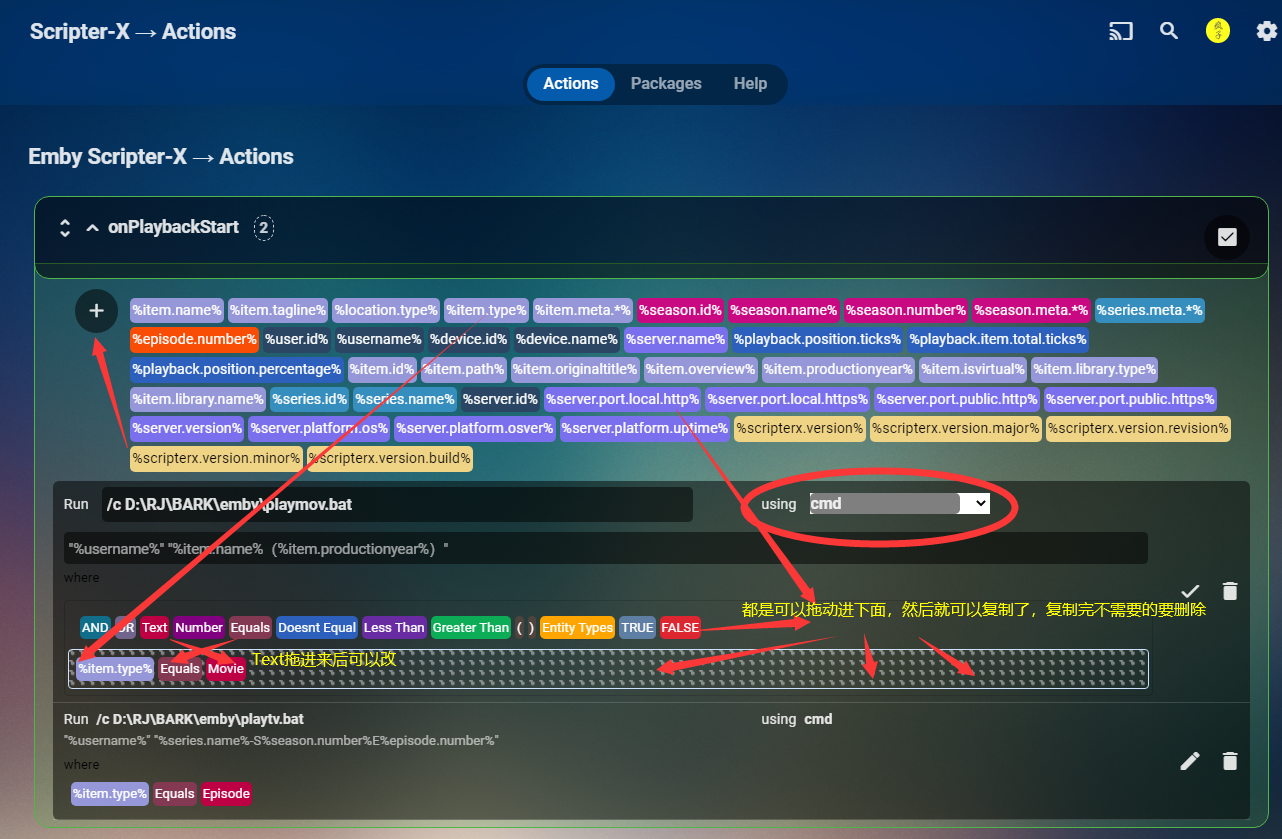 Scripter-X → Actions
Actions Packages Help
Emby Scripter-X → Actions
onPlaybackStart 2
%item.name% %item.tagline% %location.type% %item.type% %item.meta.*% %season.id% %season.name% %season.number% %season.meta.*% %series.meta.*%
%episode.number% %user.id% %username% %device.id% %device.name% %server.name% %playback.position.ticks% %playback.item.total.ticks%
%playback.position.percentage% %item.id% %item.path% %item.originaltitle% %item.overview% %item.productionyear% %item.isvirtual% %item.library.type%
%item.library.name% %series.id% %series.name% %server.id% %server.port.local.http% %server.port.local.https% %server.port.public.http% %server.port.public.https%
%server.version% %server.platform.os% %server.platform.osver% %server.platform.uptime% %scripterx.version% %scripterx.version.major% %scripterx.version.revision%
%scripterx.version.minor% %scripterx.version.build%
Run /c D:\RJ\BARK\emby\playmov.bat using cmd
"%username%" "%item.name% (%item.productionyear%) "
where
都是可以拖动进下面，然后就可以复制了，复制完不需要的要删除
AND OR Text Number Equals Doesnt Equal Less Than Greater Than ( ) Entity Types TRUE FALSE
%item.type% Equals Movie Text拖进来后可以改
Run /c D:\RJ\BARK\emby\playtv.bat using cmd
"%username%" "%series.name%-S%season.number%E%episode.number%"
where
%item.type% Equals Episode